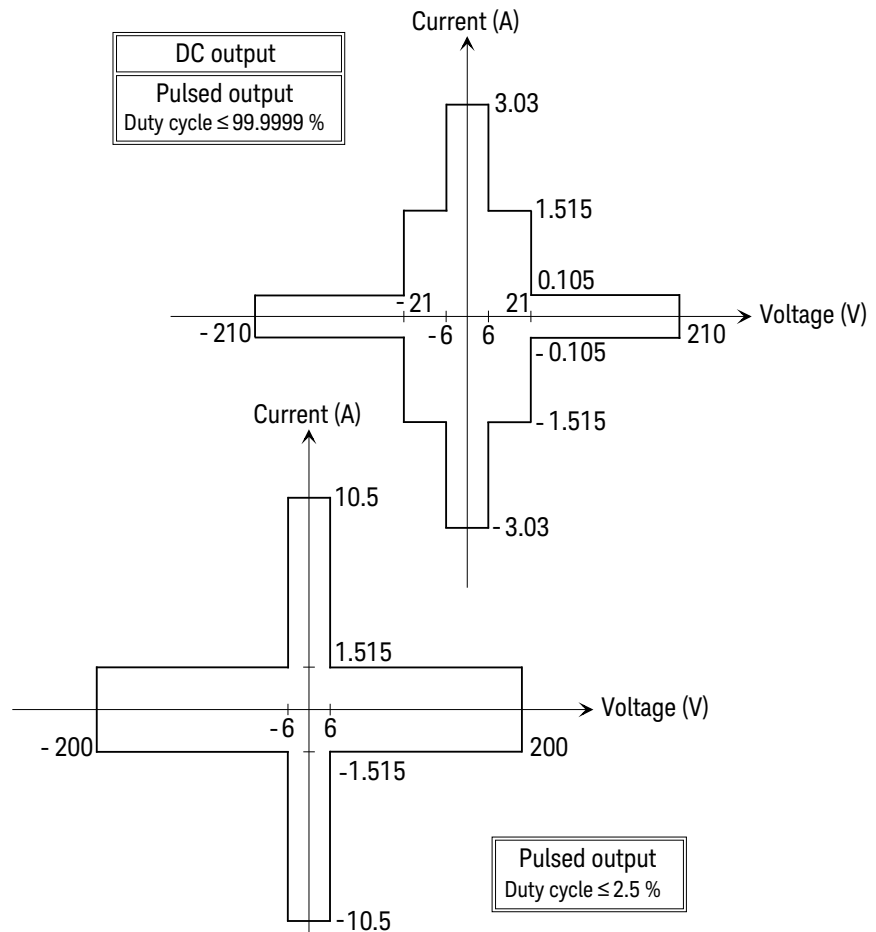 Current (A)
DC output
Pulsed output
Duty cycle ≤ 99.9999 %
3.03
1.515
0.105
- 21
21
Voltage (V)
- 210
- 6
6
210
- 0.105
- 1.515
- 3.03
Current (A)
10.5
1.515
Voltage (V)
- 6
6
- 200
200
-1.515
-10.5
Pulsed output
Duty cycle ≤ 2.5 %